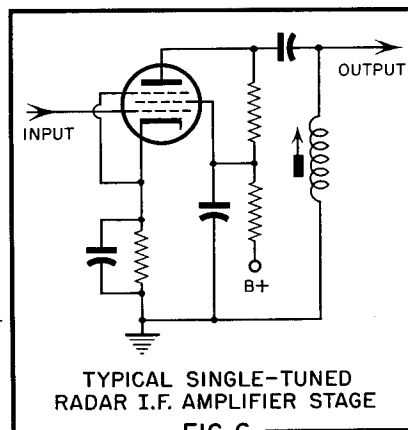 INPUT
OUTPUT
B+
TYPICAL SINGLE-TUNED
RADAR I.F. AMPLIFIER STAGE